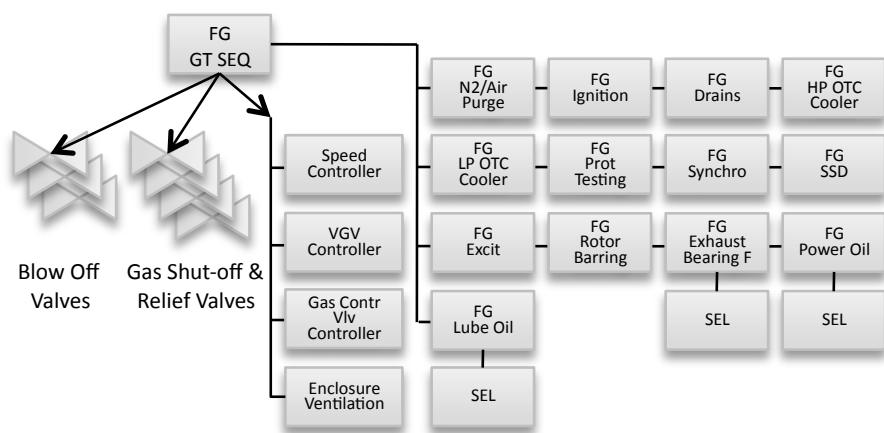 FG
GT SEQ
FG
N2/Air
Purge
FG
Ignition
FG
Drains
FG
HP OTC
Cooler
Speed
Controller
FG
LP OTC
Cooler
FG
Prot
Testing
FG
Synchro
FG
SSD
VGV
Controller
FG
Excit
FG
Rotor
Barring
FG
Exhaust
Bearing F
FG
Power Oil
Blow Off
Valves
Gas Shut-off &
Relief Valves
Gas Contr
Vlv
Controller
FG
Lube Oil
SEL
SEL
Enclosure
Ventilation
SEL